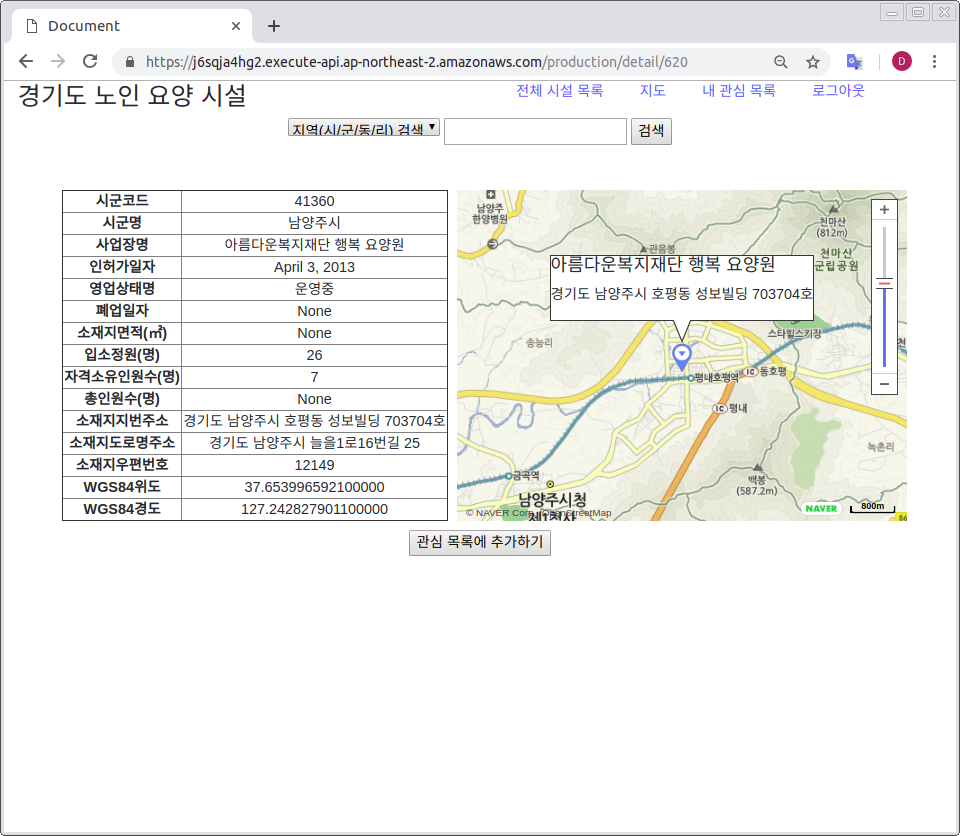 Document
https://j6sqja4hg2.execute-api.ap-northeast-2.amazonaws.com/production/detail/620
D
경기도 노인 요양 시설
전체 시설 목록 지도 내 관심 목록 로그아웃
지역(시/군/동/리) 검색 검색
시군코드 41360
시군명 남양주시
사업장명 아름다운복지재단 행복 요양원
인허가일자 April 3, 2013
영업상태명 운영중
폐업일자 None
소재지면적(㎡) None
입소정원(명) 26
자격소유인원수(명) 7
총인원수(명) None
소재지지번주소 경기도 남양주시 호평동 성보빌딩 703704호
소재지도로명주소 경기도 남양주시 늘을1로16번길 25
소재지우편번호 12149
WGS84위도 37.653996592100000
WGS84경도 127.242827901100000
남양주
한양병원
천마산
(812m)
관음봉
천마산
군립공원
아름다운복지재단 행복 요양원
경기도 남양주시 호평동 성보빌딩 703704호
스타힐스키장
천
송능리
평내호평역
IC 동호평
IC 평내
녹촌리
금곡역
백봉
(587.2m)
남양주시청
제1청사
© NAVER Corp. /OpenStreetMap
NAVER
800m
86
관심 목록에 추가하기